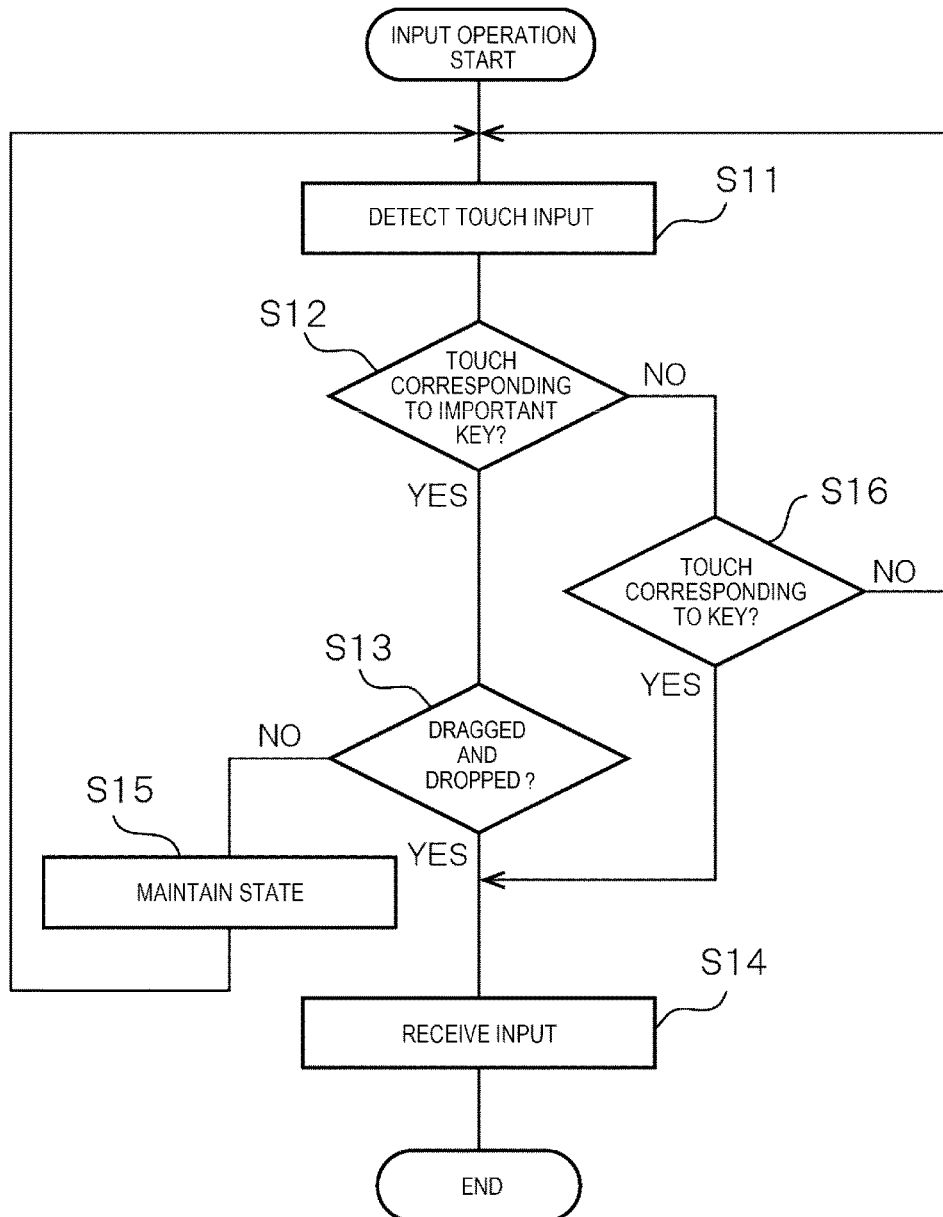 INPUT OPERATION
START
S11
DETECT TOUCH INPUT
S12
TOUCH
CORRESPONDING
TO IMPORTANT
KEY?
NO
YES
S16
TOUCH
CORRESPONDING
TO KEY?
NO
YES
S13
DRAGGED
AND
DROPPED ?
NO
YES
S15
MAINTAIN STATE
S14
RECEIVE INPUT
END